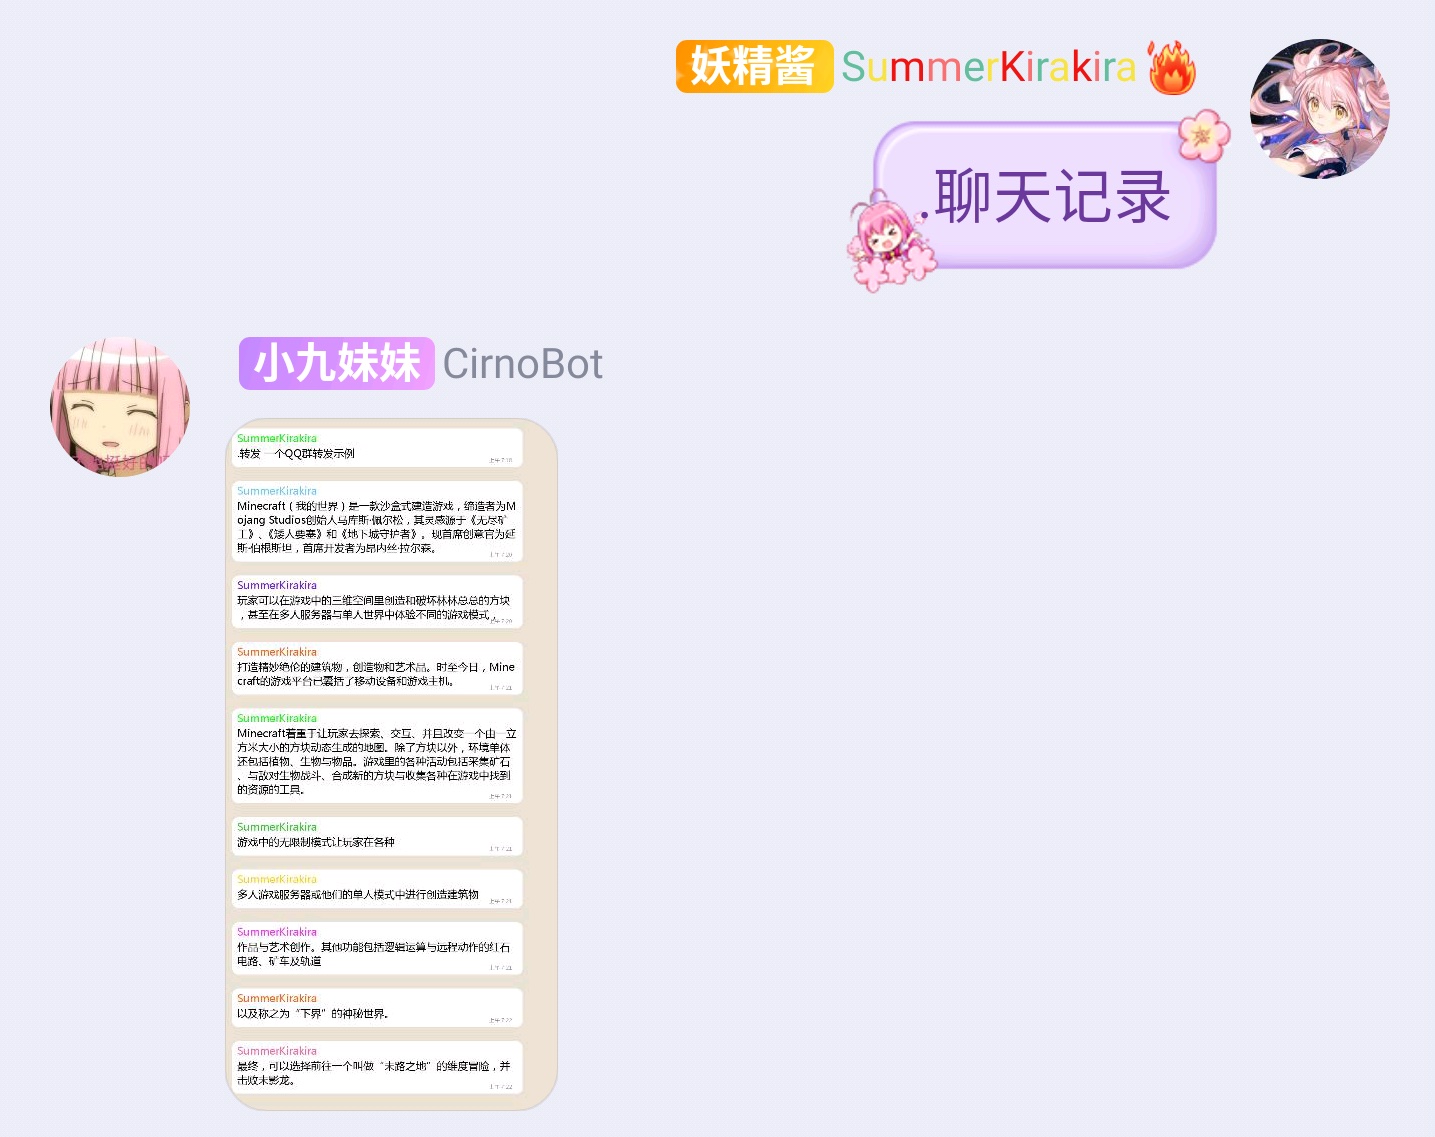 妖精酱 SummerKirakira
.聊天记录
小九妹妹 CirnoBot
SummerKirakira
.转发 一个QQ群转发示例
上午7:18
SummerKirakira
Minecraft（我的世界）是一款沙盒式建造游戏，缔造者为M
ojang Studios创始人马库斯·佩尔松，其灵感源于《无尽矿
工》、《矮人要塞》和《地下城守护者》。现首席创意官为延
斯·伯根斯坦，首席开发者为昂内丝·拉尔森。
上午7:20
SummerKirakira
玩家可以在游戏中的三维空间里创造和破坏林林总总的方块
，甚至在多人服务器与单人世界中体验不同的游戏模式，
上午7:20
SummerKirakira
打造精妙绝伦的建筑物，创造物和艺术品。时至今日，Mine
craft的游戏平台已囊括了移动设备和游戏主机。
上午7:21
SummerKirakira
Minecraft着重于让玩家去探索、交互、并且改变一个由一立
方米大小的方块动态生成的地图。除了方块以外，环境单体
还包括植物、生物与物品。游戏里的各种活动包括采集矿石
、与敌对生物战斗、合成新的方块与收集各种在游戏中找到
的资源的工具。
上午7:21
SummerKirakira
游戏中的无限制模式让玩家在各种
上午7:21
SummerKirakira
多人游戏服务器或他们的单人模式中进行创造建筑物
上午7:21
SummerKirakira
作品与艺术创作。其他功能包括逻辑运算与远程动作的红石
电路、矿车及轨道
上午7:21
SummerKirakira
以及称之为“下界”的神秘世界。
上午7:22
SummerKirakira
最终，可以选择前往一个叫做“末路之地”的维度冒险，并
击败末影龙。
上午7:22